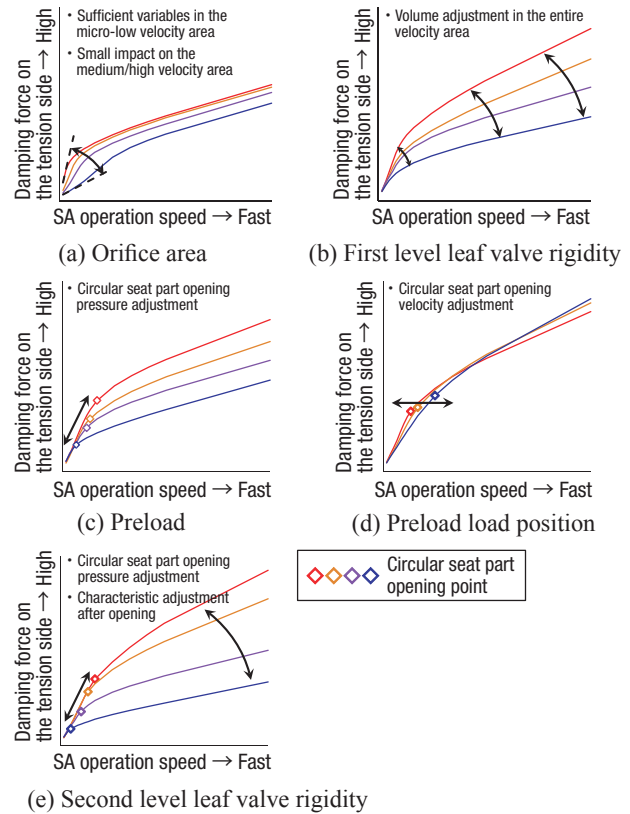 • Sufficient variables in the
micro-low velocity area
• Small impact on the
medium/high velocity area
Damping force on
the tension side → High
SA operation speed → Fast
(a) Orifice area
• Volume adjustment in the entire
velocity area
Damping force on
the tension side → High
SA operation speed → Fast
(b) First level leaf valve rigidity
• Circular seat part opening
pressure adjustment
Damping force on
the tension side → High
SA operation speed → Fast
(c) Preload
• Circular seat part opening
velocity adjustment
Damping force on
the tension side → High
SA operation speed → Fast
(d) Preload load position
• Circular seat part opening
pressure adjustment
• Characteristic adjustment
after opening
Damping force on
the tension side → High
SA operation speed → Fast
(e) Second level leaf valve rigidity
Circular seat part
opening point